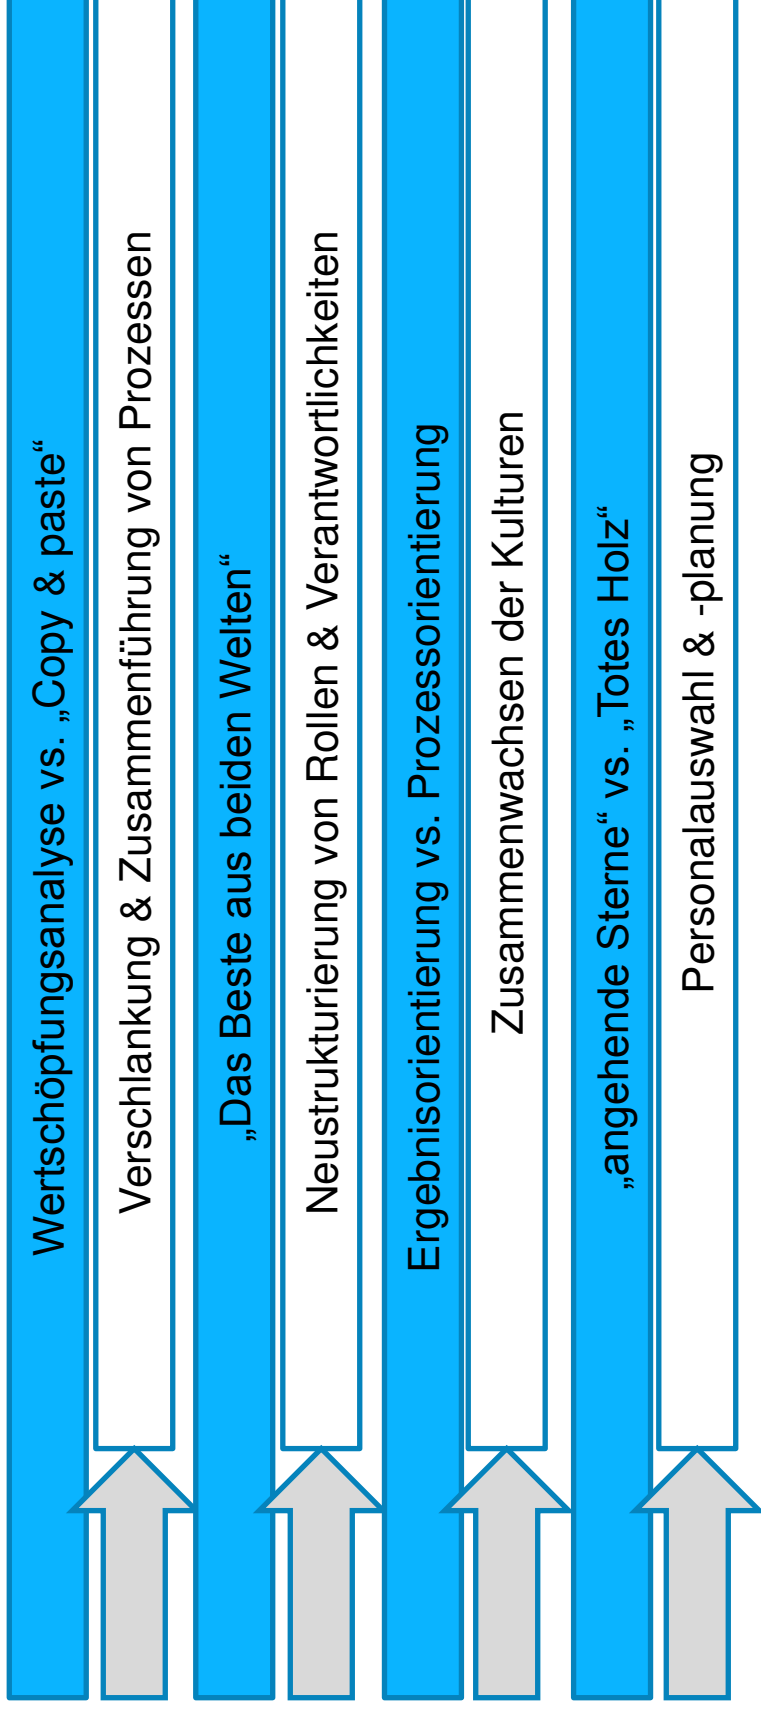 Wertschöpfungsanalyse vs. „Copy & paste“
Verschlankung & Zusammenführung von Prozessen
„Das Beste aus beiden Welten“
Neustrukturierung von Rollen & Verantwortlichkeiten
Ergebnisorientierung vs. Prozessorientierung
Zusammenwachsen der Kulturen
„angehende Sterne“ vs. „Totes Holz“
Personalauswahl & -planung